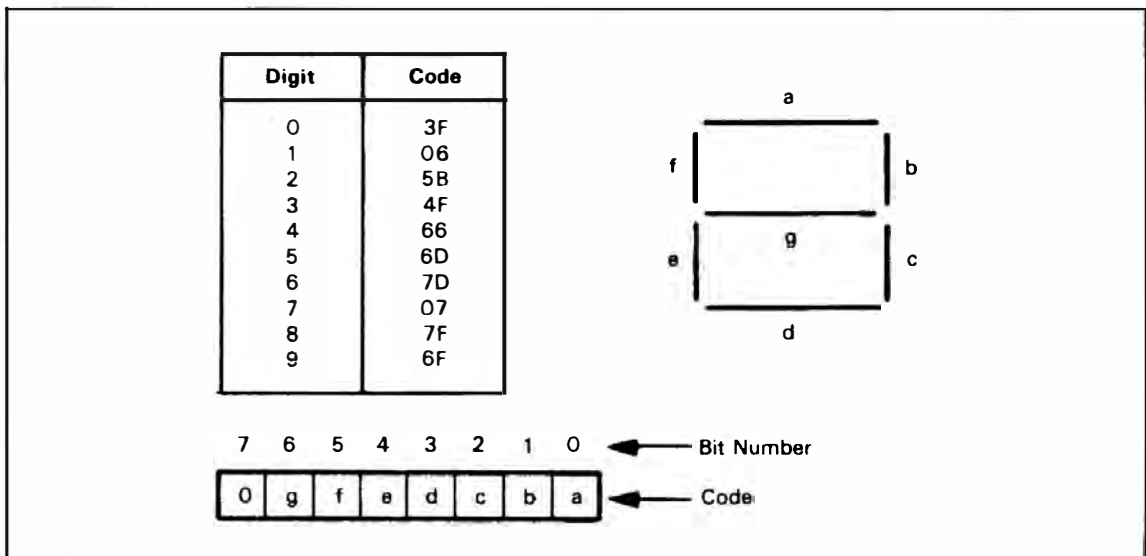 Digit Code
0 3F
1 06
2 5B
3 4F
4 66
5 6D
6 7D
7 07
8 7F
9 6F
a
f b
g
e c
d
7 6 5 4 3 2 1 0 Bit Number
0 g f e d c b a Code